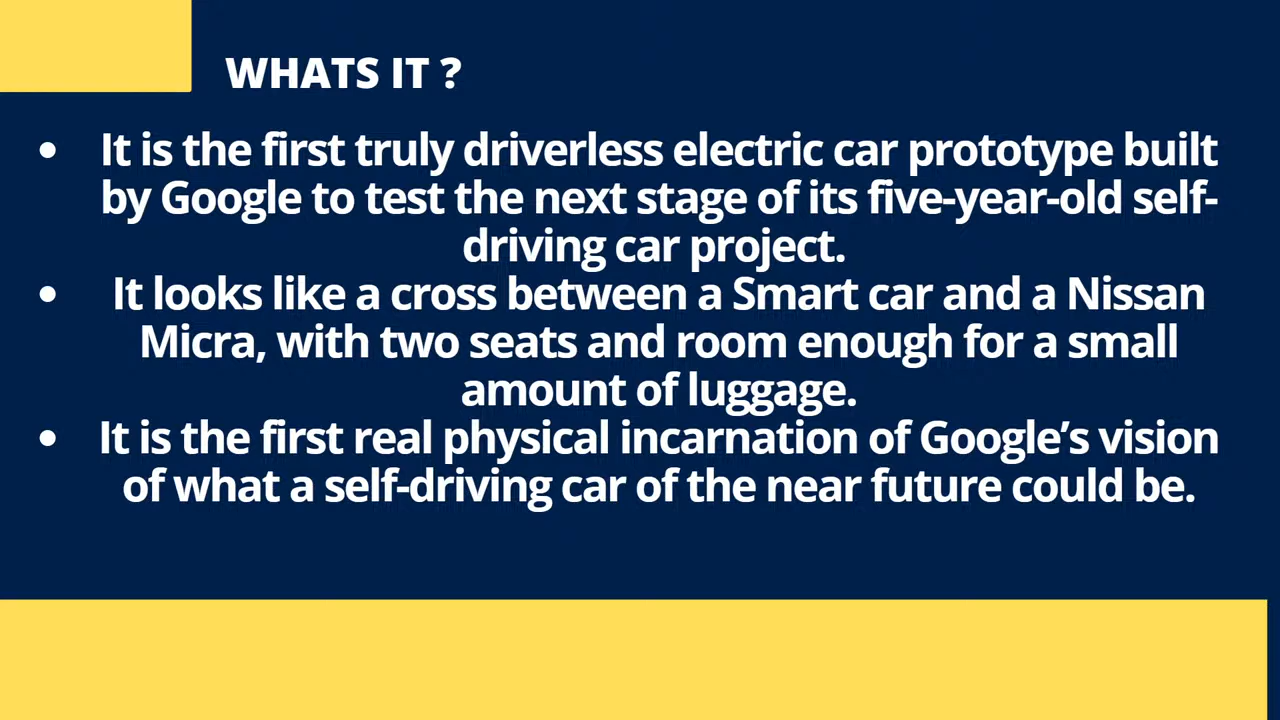 WHATS IT ?
• It is the first truly driverless electric car prototype built
by Google to test the next stage of its five-year-old self-
driving car project.
• It looks like a cross between a Smart car and a Nissan
Micra, with two seats and room enough for a small
amount of luggage.
• It is the first real physical incarnation of Google’s vision
of what a self-driving car of the near future could be.